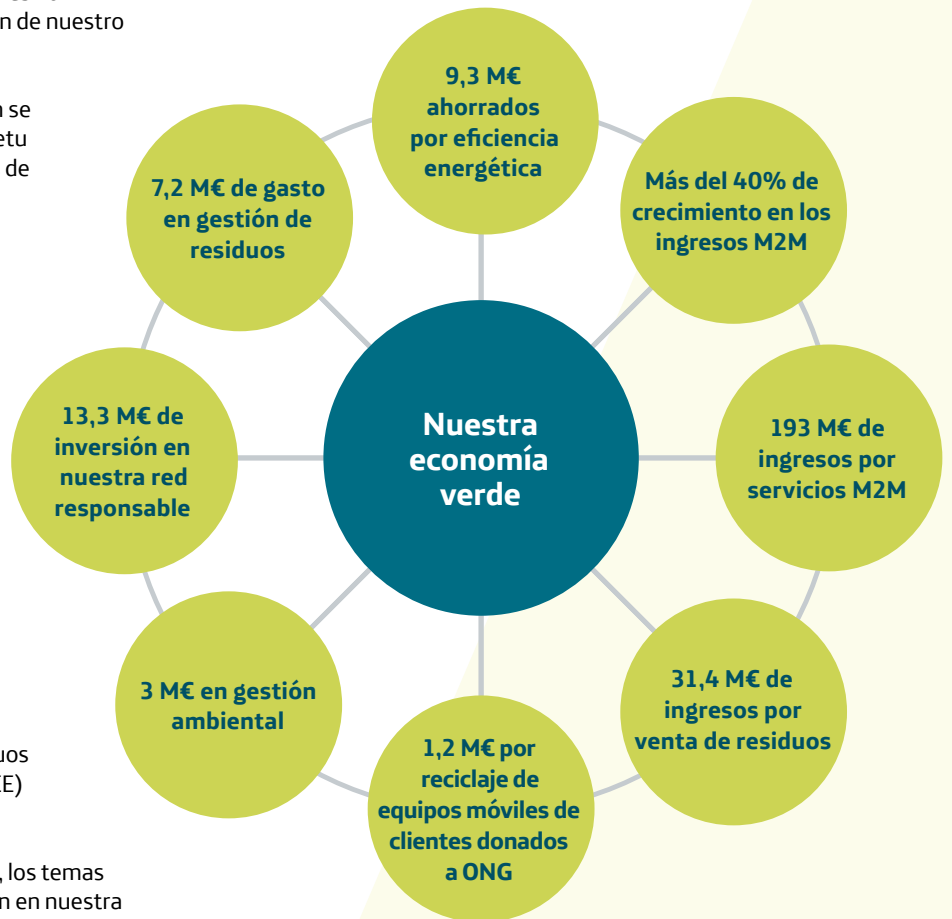 n de nuestro
n se
etu
de
uos
EE)
, los temas
n en nuestra
9,3 M€
ahorrados
por eficiencia
energética
Más del 40% de
crecimiento en los
ingresos M2M
193 M€ de
ingresos por
servicios M2M
31,4 M€ de
ingresos por
venta de residuos
1,2 M€ por
reciclaje de
equipos móviles de
clientes donados
a ONG
3 M€ en gestión
ambiental
13,3 M€ de
inversión en
nuestra red
responsable
7,2 M€ de gasto
en gestión de
residuos
Nuestra
economía
verde